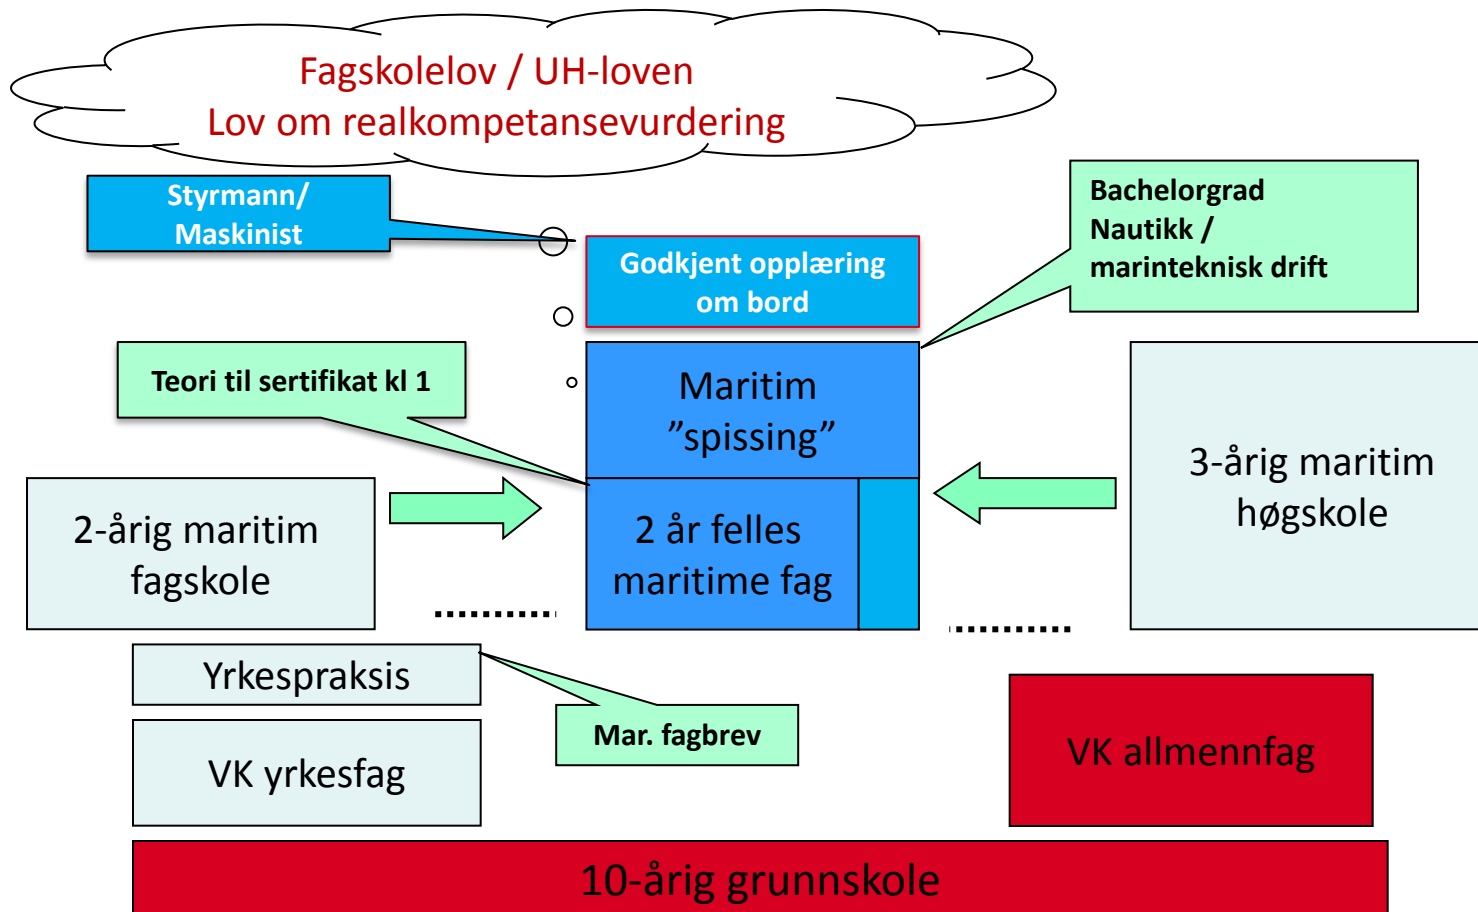 Fagskolelov / UH-loven
Lov om realkompetansevurdering
Styrmann/
Maskinist
Bachelorgrad
Nautikk /
marinteknisk drift
Godkjent opplæring
om bord
Teori til sertifikat kl 1
Maritim
”spissing”
3-årig maritim
høgskole
2-årig maritim
fagskole
2 år felles
maritime fag
Yrkespraksis
Mar. fagbrev
VK yrkesfag
VK allmennfag
10-årig grunnskole